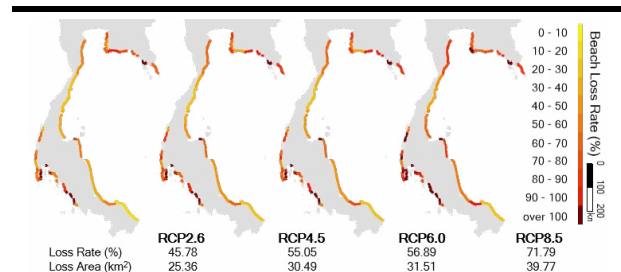 0 - 10
10 - 20
20 - 30
30 - 40
40 - 50
50 - 60
60 - 70
70 - 80
80 - 90
90 - 100
over 100
Beach Loss Rate (%)
0 100 200
km
RCP2.6 RCP4.5 RCP6.0 RCP8.5
Loss Rate (%) 45.78 55.05 56.89 71.79
Loss Area (km²) 25.36 30.49 31.51 39.77